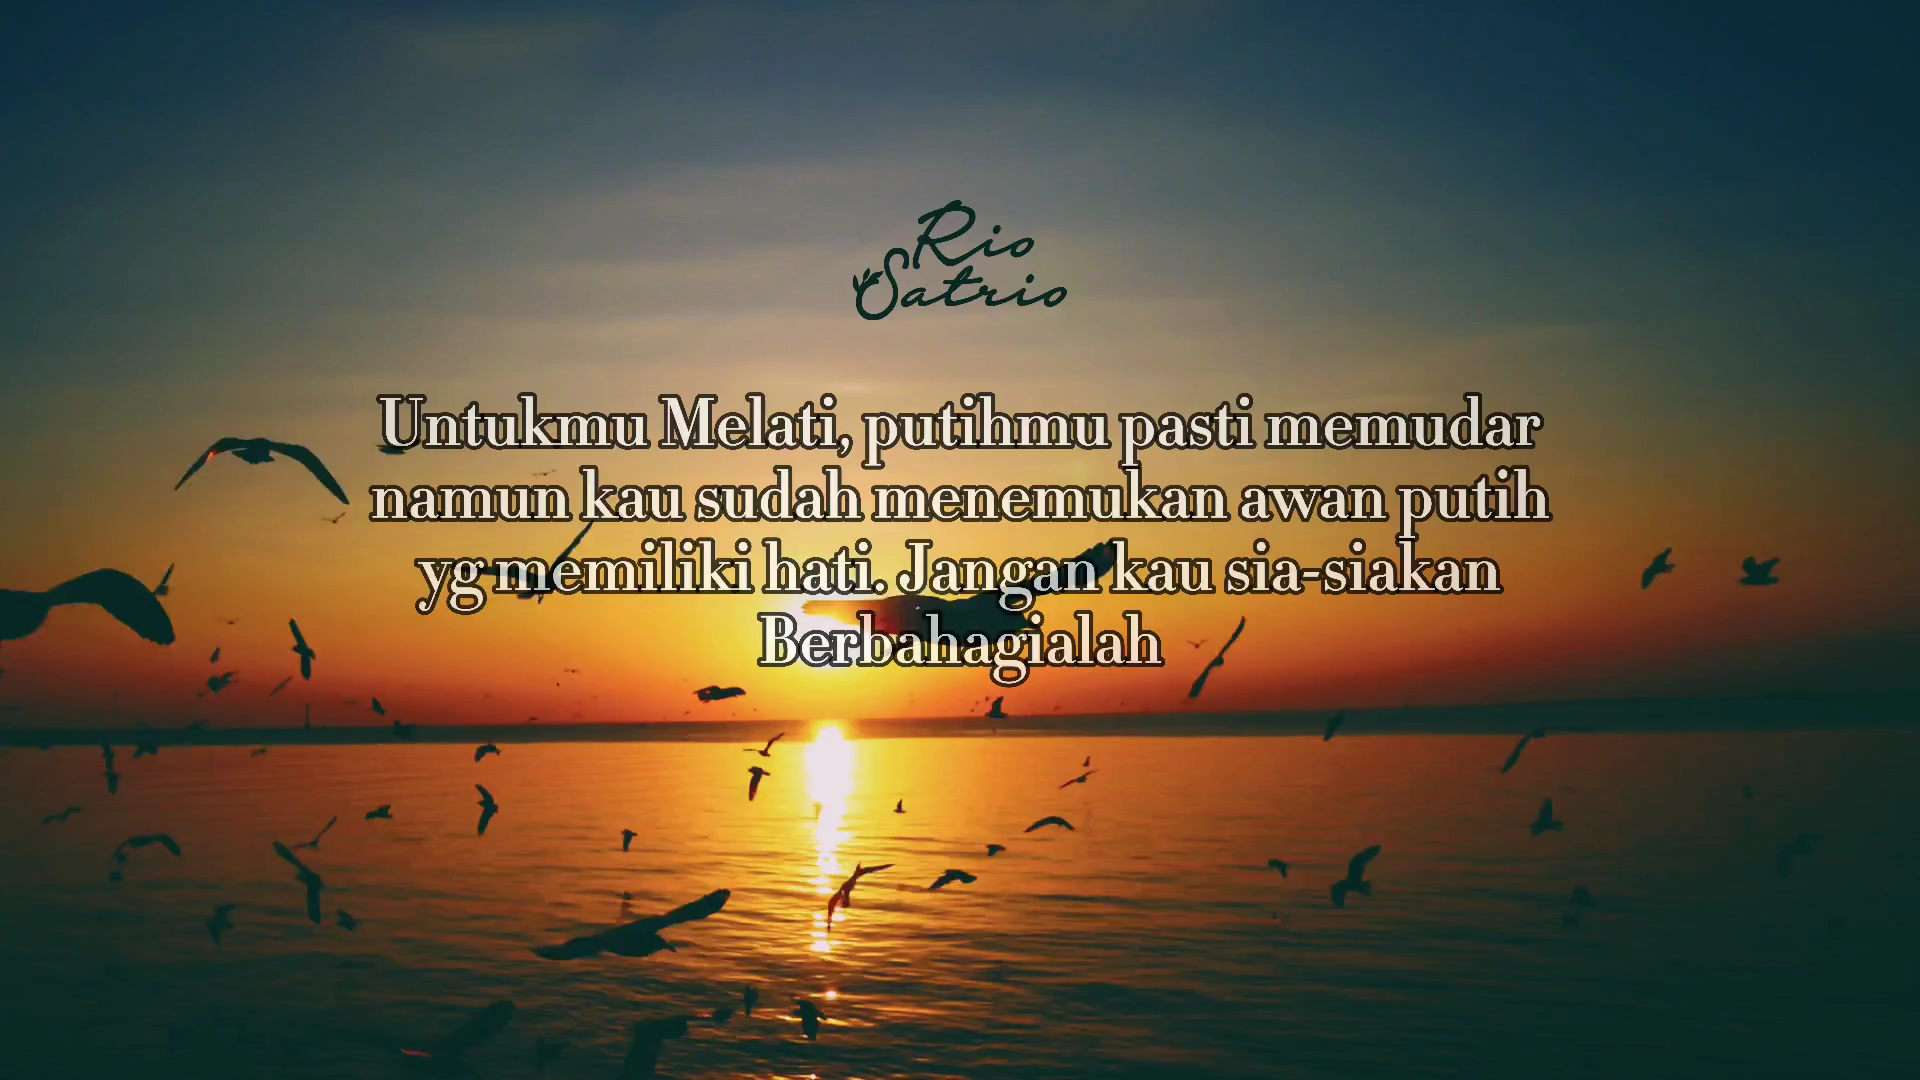 Rio
Satrio
Untukmu Melati, putihmu pasti memudar
namun kau sudah menemukan awan putih
yg memiliki hati. Jangan kau sia-siakan
Berbahagialah